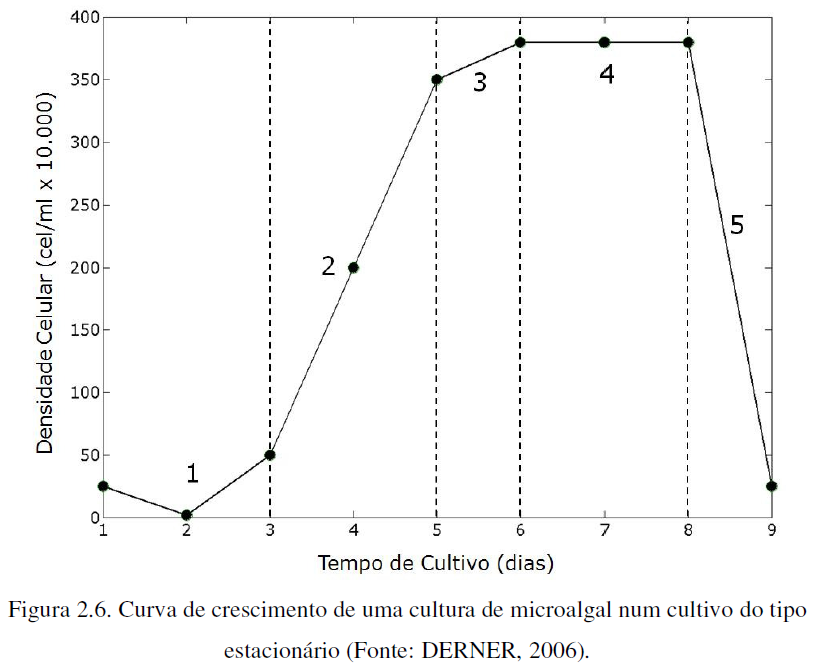 400
350
300
250
200
150
100
50
0
Densidade Celular (cel/ml x 10.000)
1
2
3
4
5
1 2 3 4 5 6 7 8 9
Tempo de Cultivo (dias)
Figura 2.6. Curva de crescimento de uma cultura de microalgal num cultivo do tipo
estacionário (Fonte: DERNER, 2006).